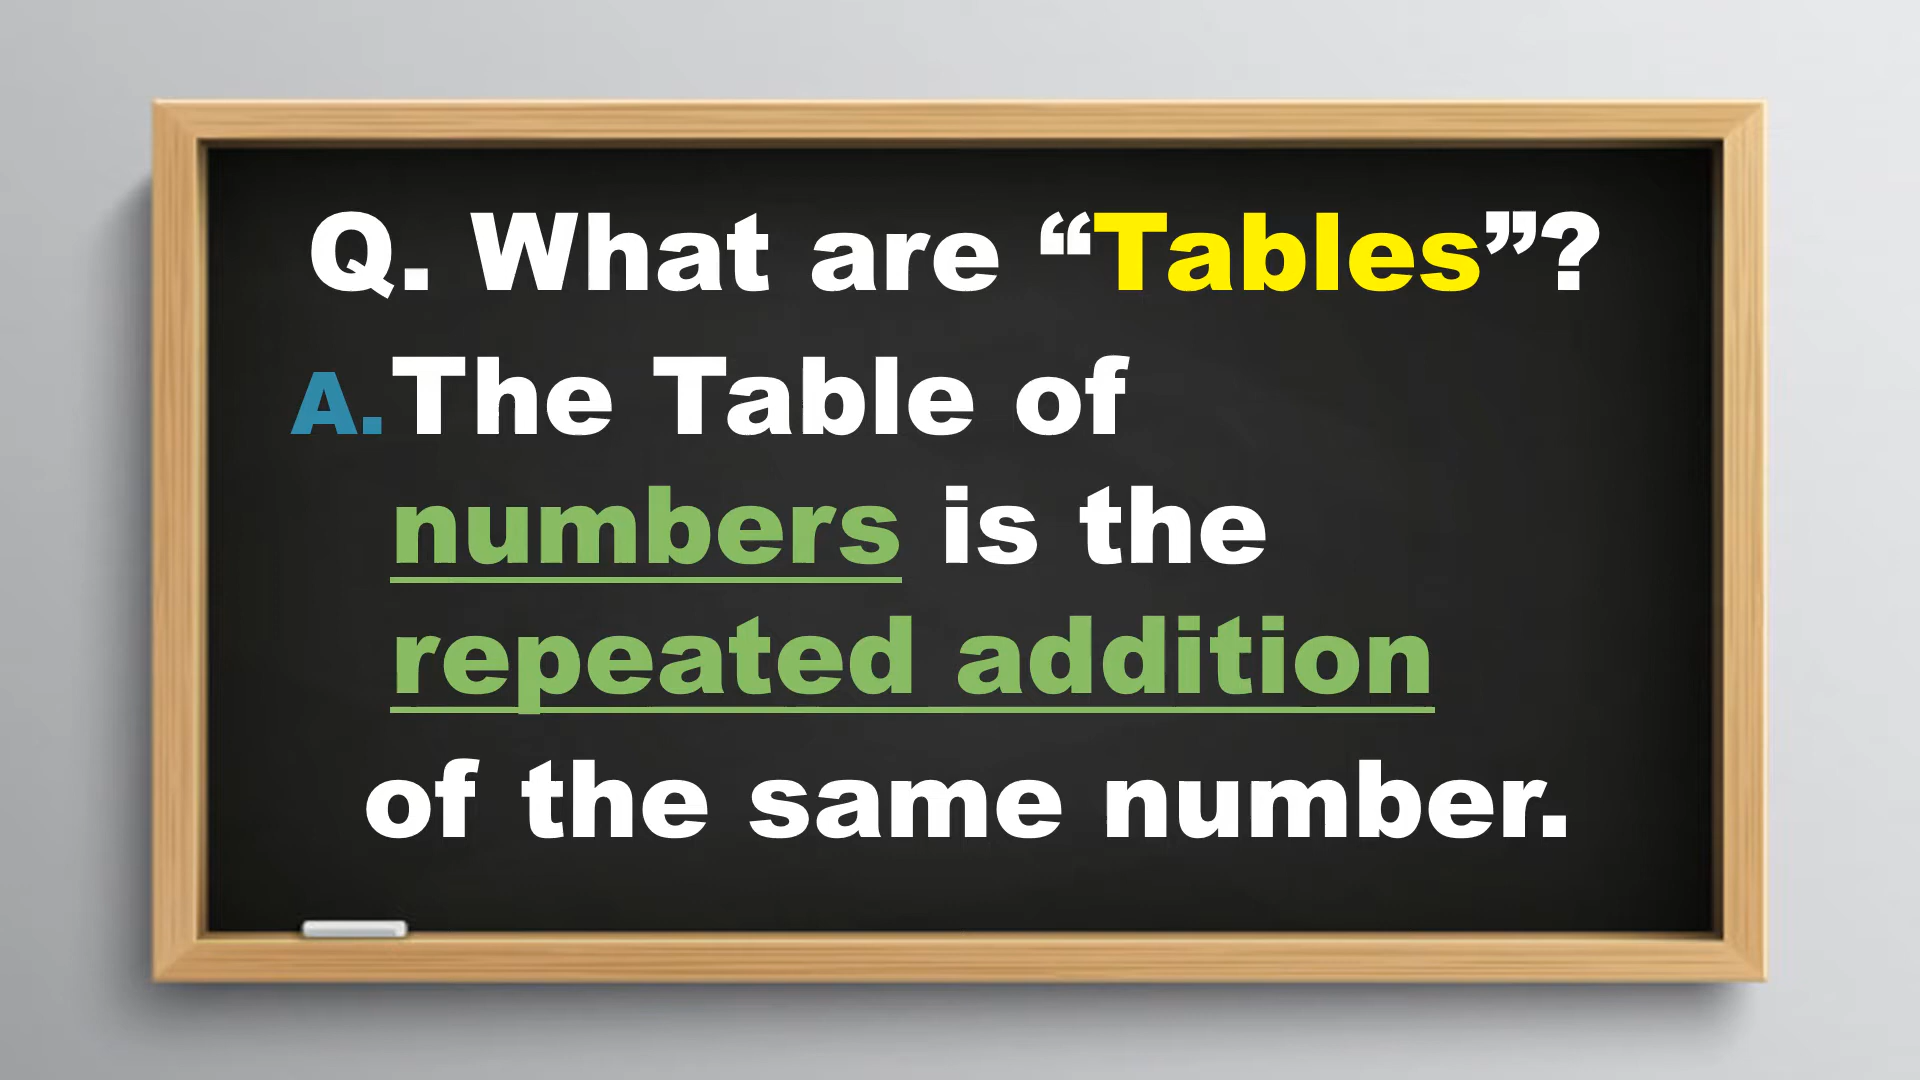 Q. What are “Tables”?
A. The Table of
numbers is the
repeated addition
of the same number.